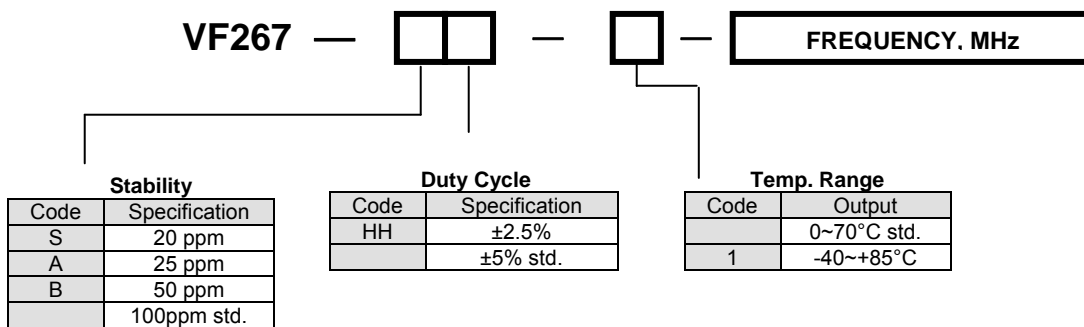 VF267 — — — FREQUENCY, MHz
Stability
Code Specification
S 20 ppm
A 25 ppm
B 50 ppm
100ppm std.
Duty Cycle
Code Specification
HH ±2.5%
±5% std.
Temp. Range
Code Output
0~70°C std.
1 -40~+85°C